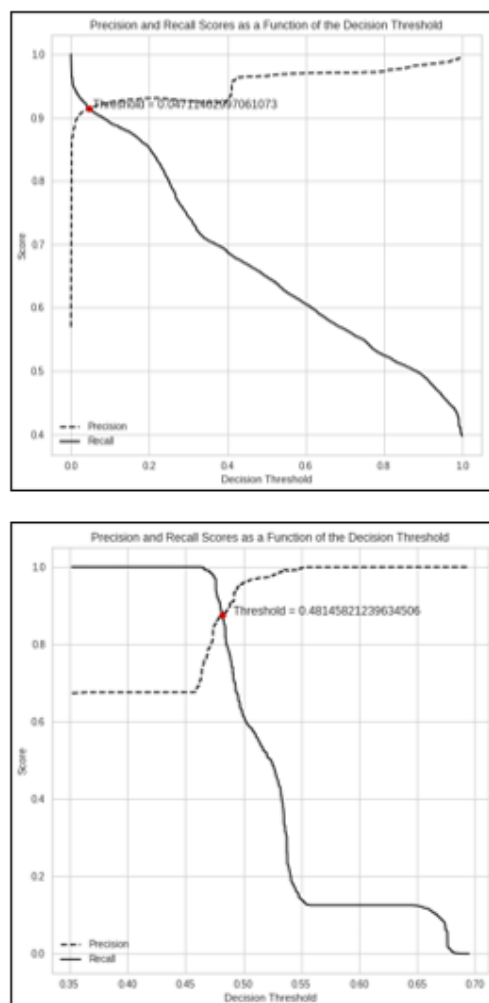 Precision and Recall Scores as a Function of the Decision Threshold
1.0
0.9
0.8
0.7
0.6
0.5
0.4
Score
Precision
Recall
0.0 0.2 0.4 0.6 0.8 1.0
Decision Threshold
Precision and Recall Scores as a Function of the Decision Threshold
1.0
Threshold = 0.48145821239634506
0.8
0.6
0.4
0.2
0.0
Score
Precision
Recall
0.35 0.40 0.45 0.50 0.55 0.60 0.65 0.70
Decision Threshold